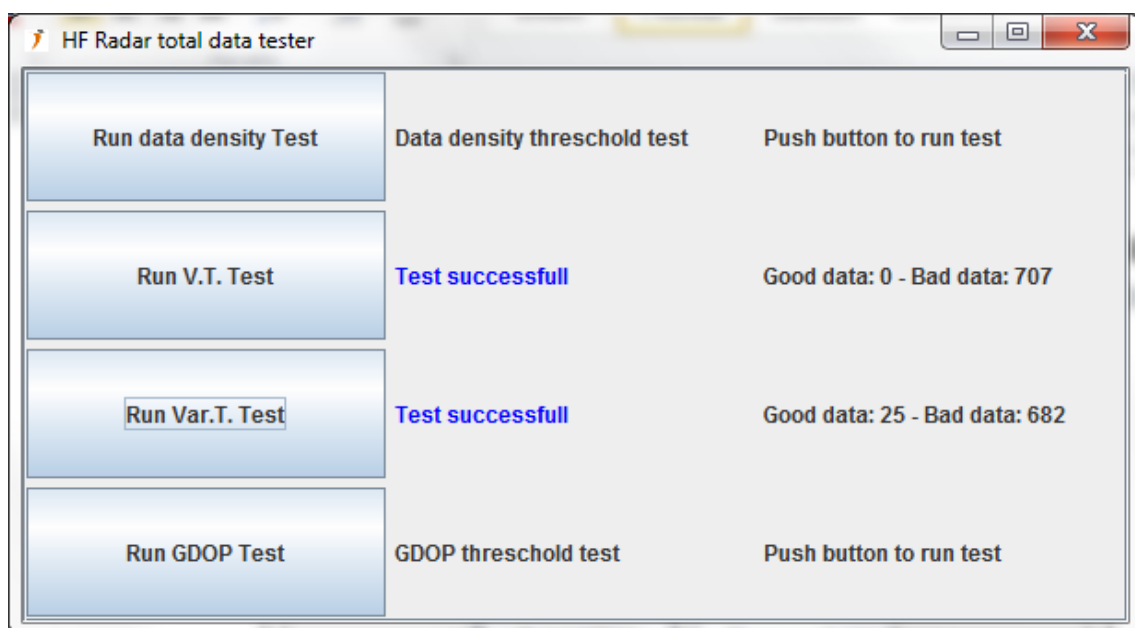 HF Radar total data tester
Run data density Test Data density threschold test Push button to run test
Run V.T. Test Test successfull Good data: 0 - Bad data: 707
Run Var.T. Test Test successfull Good data: 25 - Bad data: 682
Run GDOP Test GDOP threschold test Push button to run test